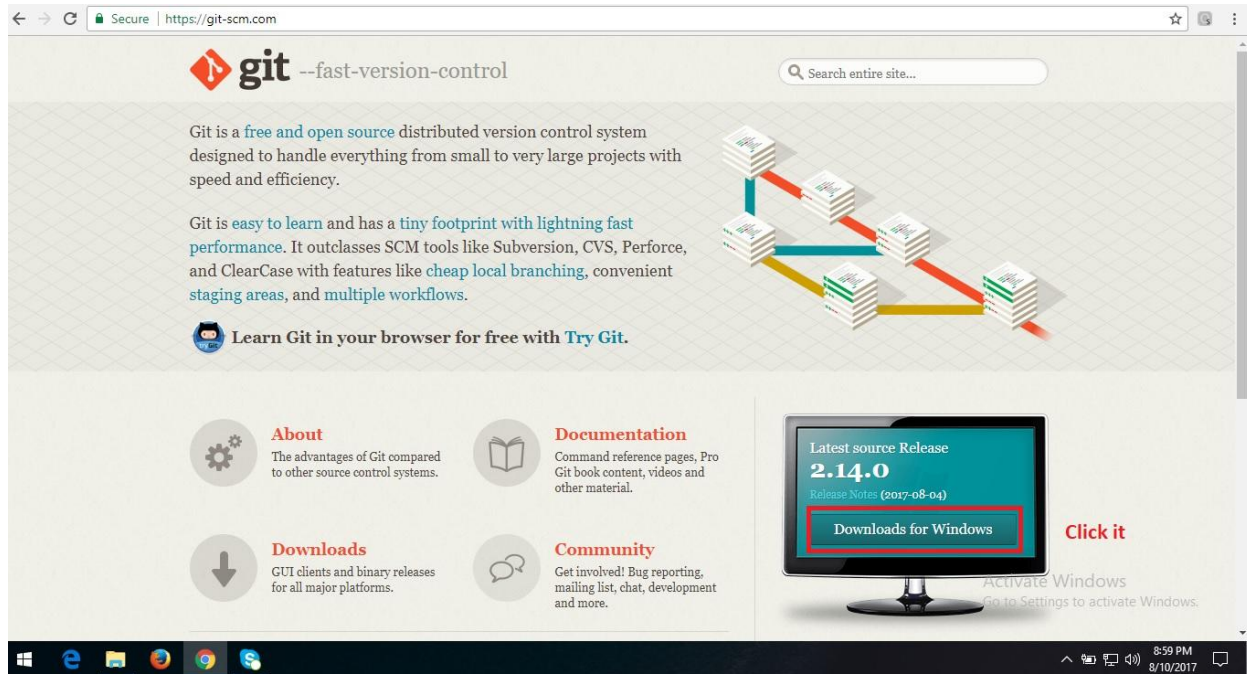 Secure | https://git-scm.com
git --fast-version-control
Search entire site...
Git is a free and open source distributed version control system
designed to handle everything from small to very large projects with
speed and efficiency.
Git is easy to learn and has a tiny footprint with lightning fast
performance. It outclasses SCM tools like Subversion, CVS, Perforce,
and ClearCase with features like cheap local branching, convenient
staging areas, and multiple workflows.
Learn Git in your browser for free with Try Git.
About
The advantages of Git compared
to other source control systems.
Documentation
Command reference pages, Pro
Git book content, videos and
other material.
Downloads
GUI clients and binary releases
for all major platforms.
Community
Get involved! Bug reporting,
mailing list, chat, development
and more.
Latest source Release
2.14.0
Release Notes (2017-08-04)
Downloads for Windows
Click it
Activate Windows
Go to Settings to activate Windows.
8:59 PM
8/10/2017